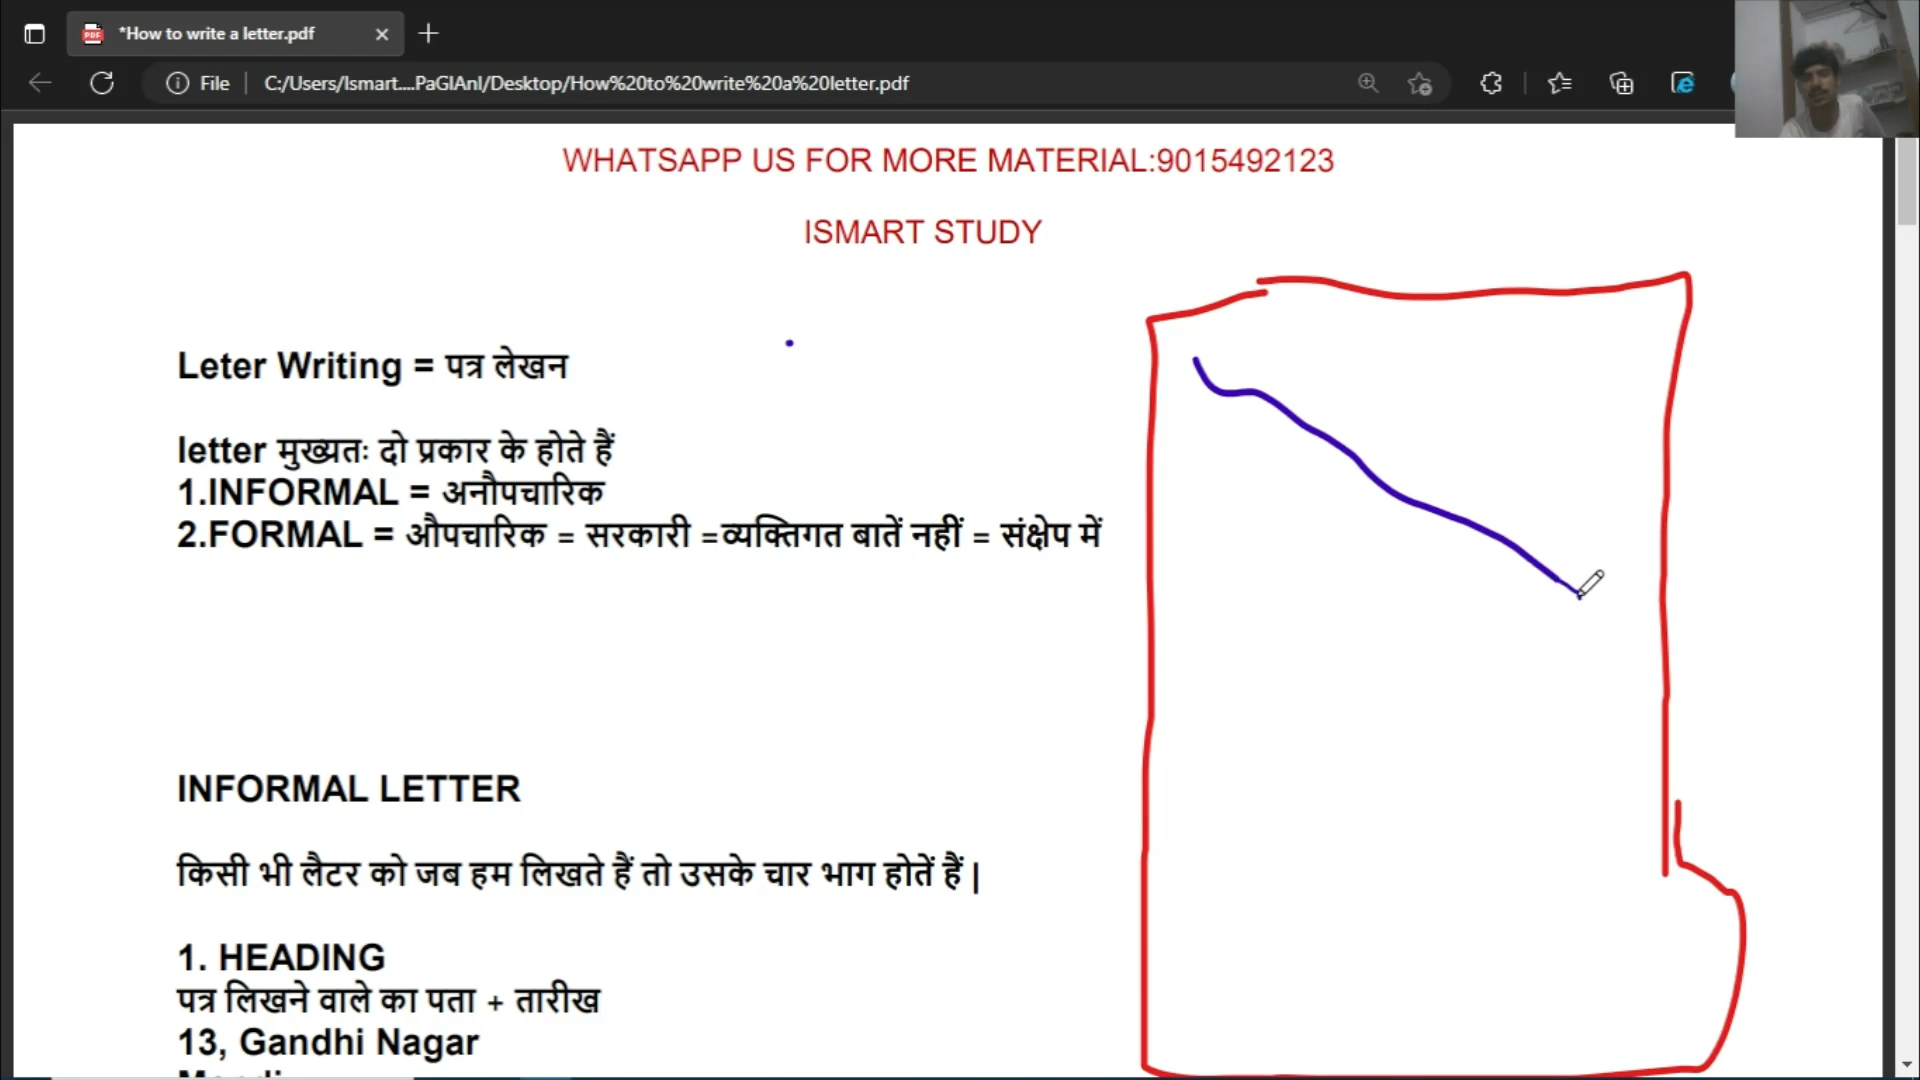 *How to write a letter.pdf
File
C:/Users/Ismart....PaGIAnI/Desktop/How%20to%20write%20a%20letter.pdf
WHATSAPP US FOR MORE MATERIAL:9015492123
ISMART STUDY
Leter Writing = पत्र लेखन
letter मुख्यतः दो प्रकार के होते हैं
1.INFORMAL = अनौपचारिक
2.FORMAL = औपचारिक = सरकारी =व्यक्तिगत बातें नहीं = संक्षेप में
INFORMAL LETTER
किसी भी लैटर को जब हम लिखते हैं तो उसके चार भाग होतें हैं |
1. HEADING
पत्र लिखने वाले का पता + तारीख
13, Gandhi Nagar